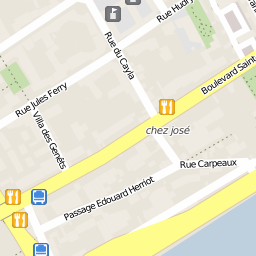 Rue du Cayla
Rue Hudry
Rue Jules Ferry
Boulevard Saint
Villa des Genêts
chez josé
Rue Carpeaux
Passage Edouard Herriot